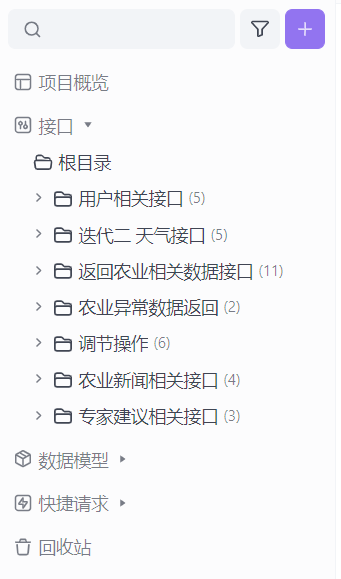 项目概览
接口
根目录
用户相关接口 (5)
迭代二 天气接口 (5)
返回农业相关数据接口 (11)
农业异常数据返回 (2)
调节操作 (6)
农业新闻相关接口 (4)
专家建议相关接口 (3)
数据模型
快捷请求
回收站